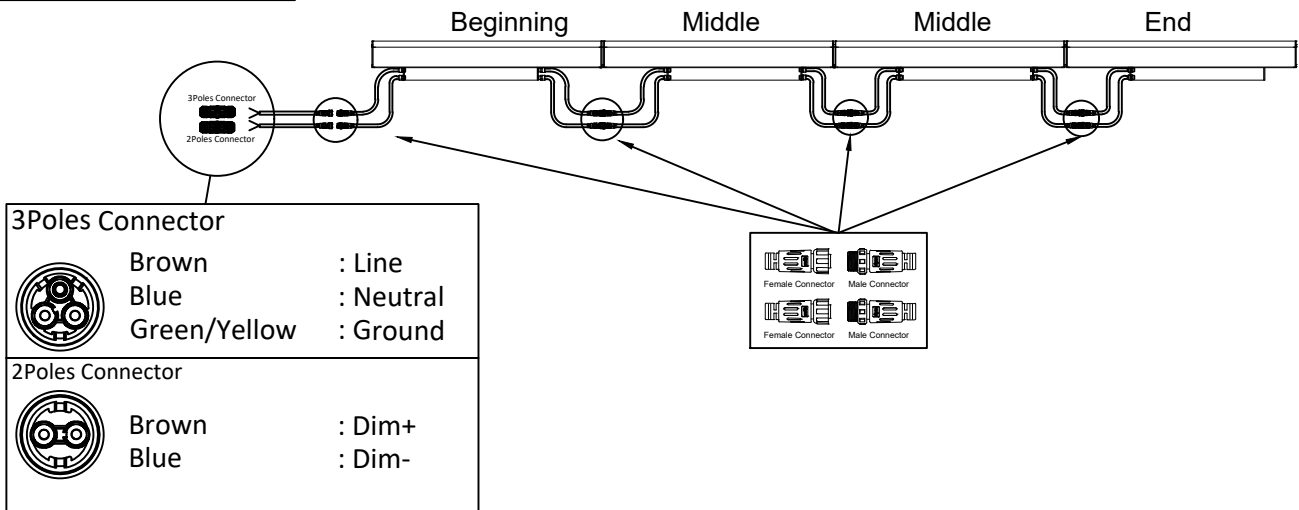 Beginning Middle Middle End
3Poles Connector
2Poles Connector
3Poles Connector
Brown : Line
Blue : Neutral
Green/Yellow : Ground
2Poles Connector
Brown : Dim+
Blue : Dim-
Female Connector Male Connector
Female Connector Male Connector